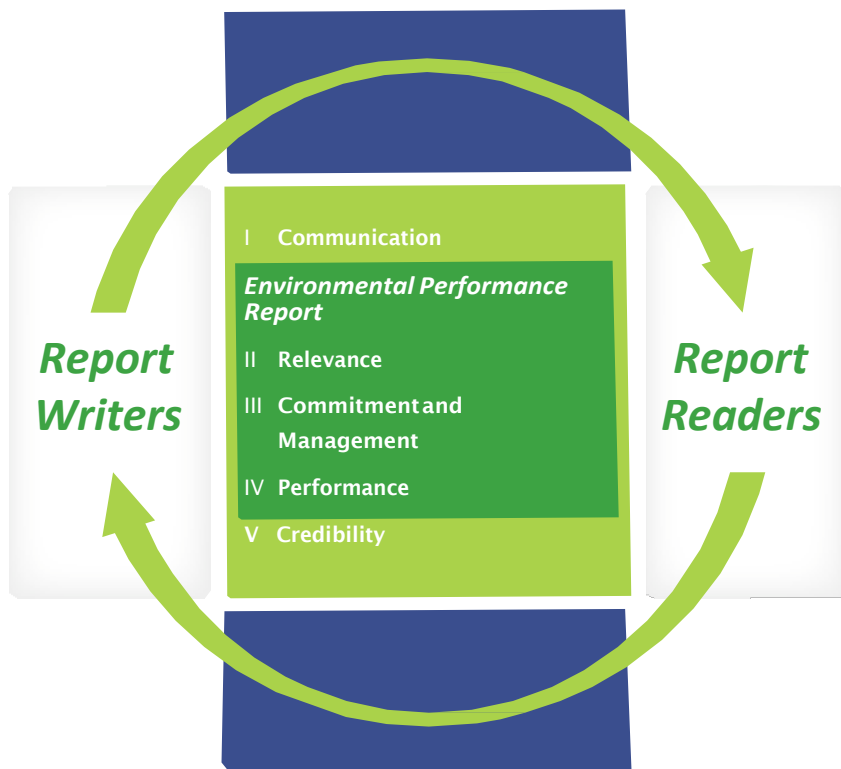 I Communication
Environmental Performance
Report
II Relevance
III Commitment and
Management
IV Performance
V Credibility
Report
Writers
Report
Readers